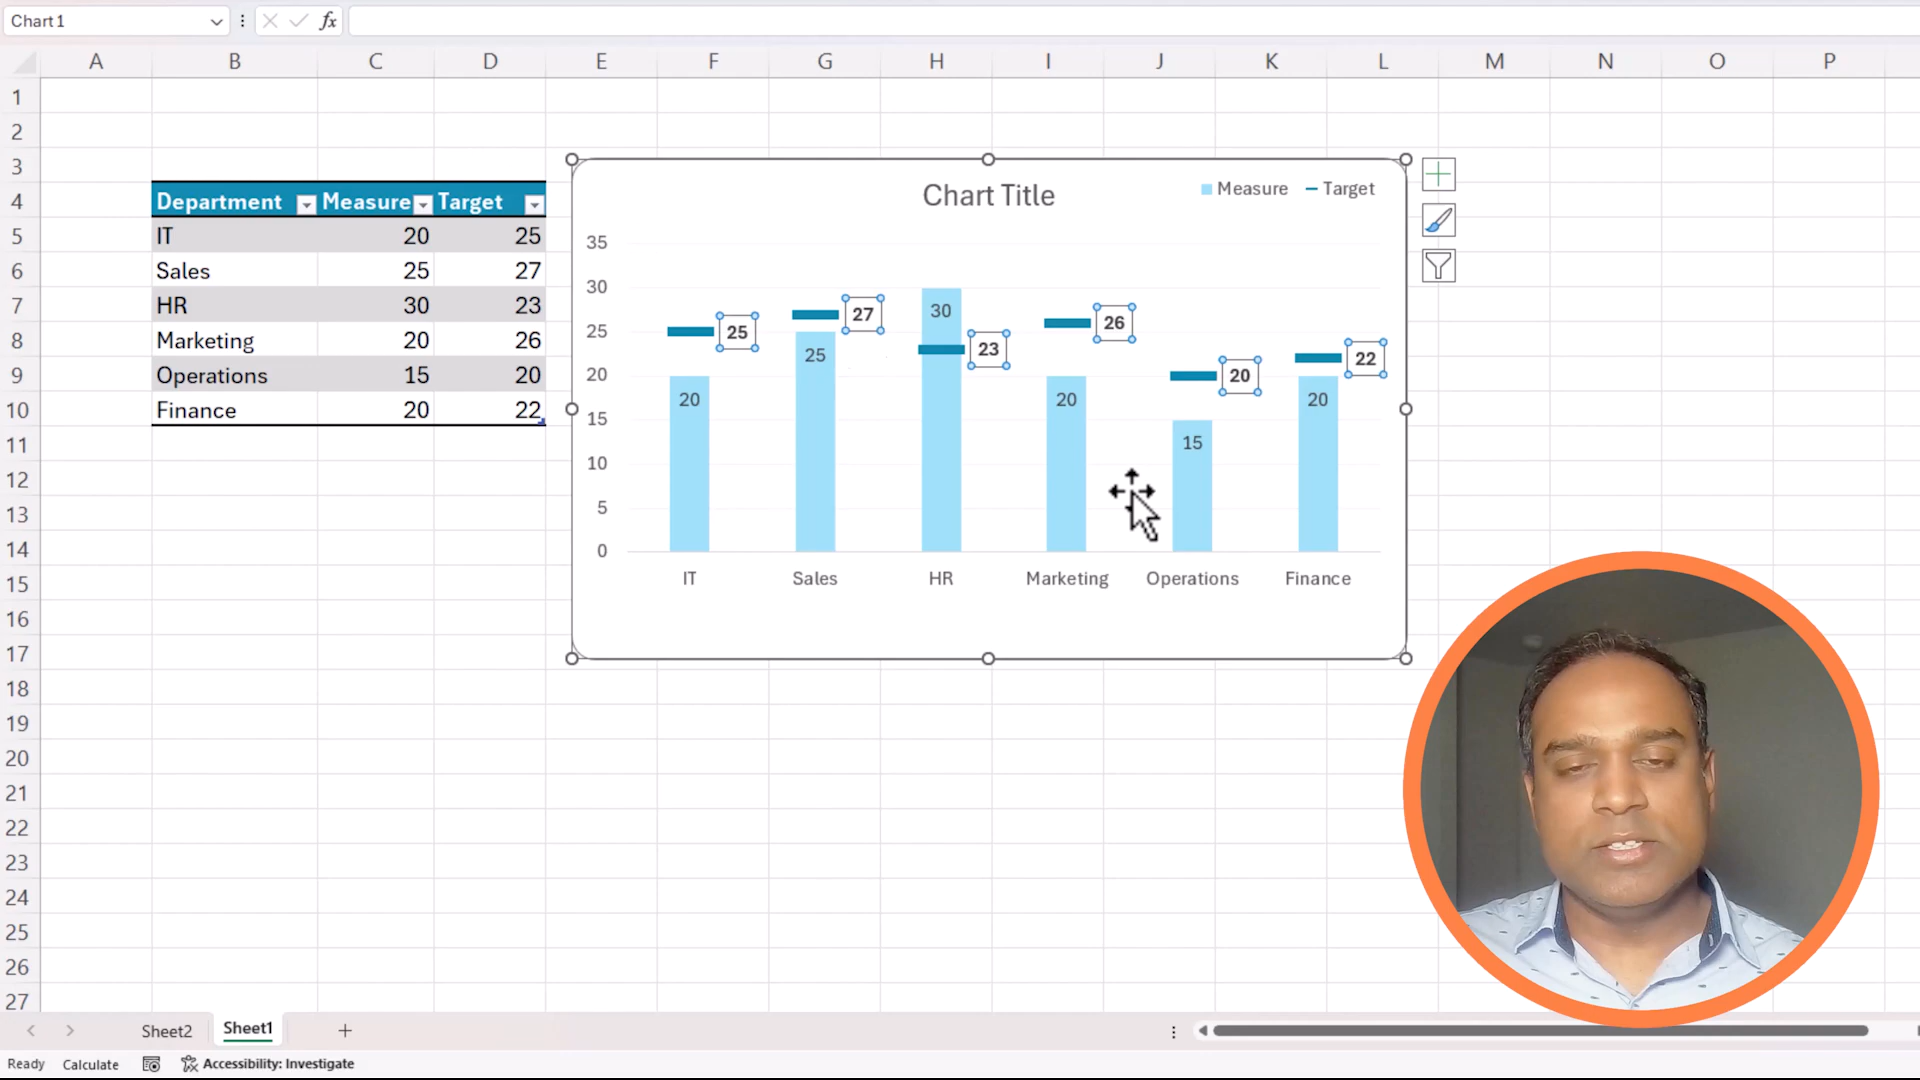 Chart 1
fx
A B C D E F G H I J K L M N O P
1
2
3
4 Department Measure Target
5 IT 20 25
6 Sales 25 27
7 HR 30 23
8 Marketing 20 26
9 Operations 15 20
10 Finance 20 22
11
12
13
14
15
16
17
18
19
20
21
22
23
24
25
26
27
Chart Title
Measure Target
35
30
25
20
15
10
5
0
25 27 30 23 26 20 22
20 25 20 15 20
IT Sales HR Marketing Operations Finance
Sheet2 Sheet1
Ready Calculate Accessibility: Investigate